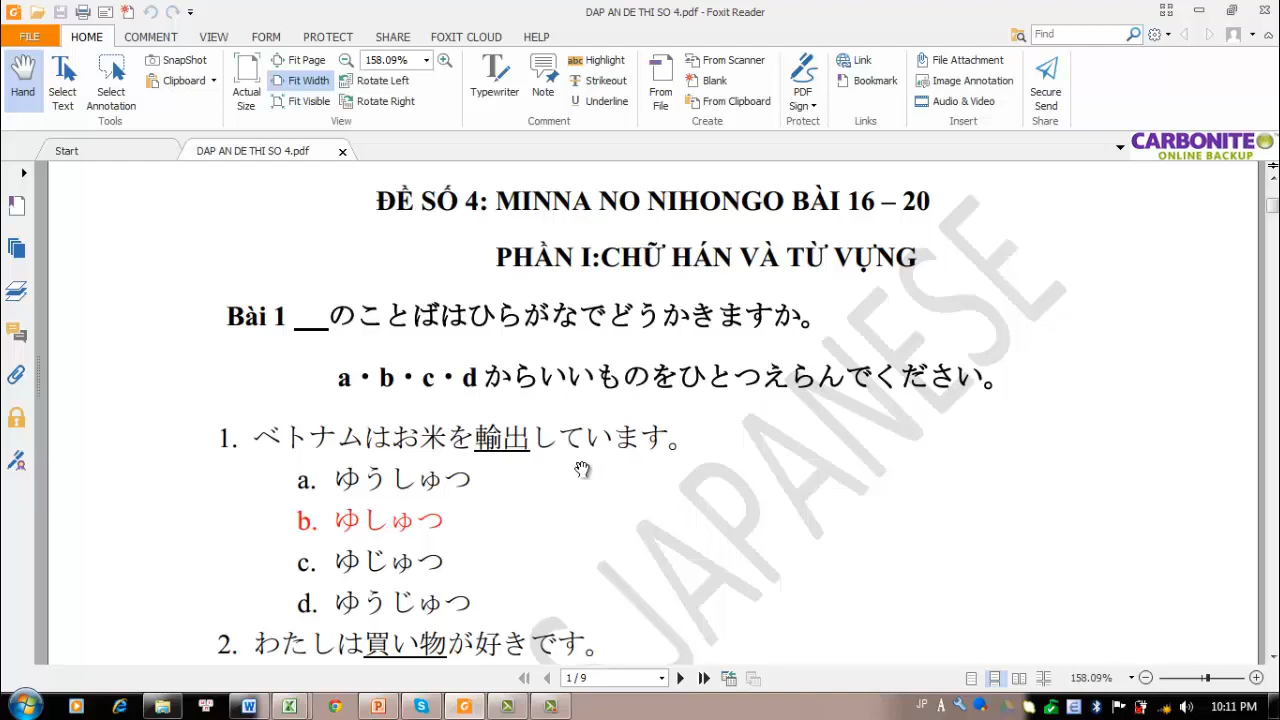 DAP AN DE THI SO 4.pdf - Foxit Reader
FILE HOME COMMENT VIEW FORM PROTECT SHARE FOXIT CLOUD HELP Find
Hand
Select Text
Select Annotation
SnapShot
Clipboard
Tools
Actual Size
Fit Page
Fit Width
Fit Visible
158.09%
Rotate Left
Rotate Right
View
Typewriter
Note
Highlight
Strikeout
Underline
Comment
From File
From Scanner
Blank
From Clipboard
Create
PDF Sign
Protect
Link
Bookmark
Links
File Attachment
Image Annotation
Audio & Video
Insert
Secure Send
Share
Start DAP AN DE THI SO 4.pdf
CARBONITE
ONLINE BACKUP
ĐỀ SỐ 4: MINNA NO NIHONGO BÀI 16 – 20
PHẦN I:CHỮ HÁN VÀ TỪ VỰNG
Bài 1 __のことばはひらがなでどうかきますか。
a・b・c・d からいいものをひとつえらんでください。
1. ベトナムはお米を輸出しています。
a. ゆうしゅつ
b. ゆしゅつ
c. ゆじゅつ
d. ゆうじゅつ
2. わたしは買い物が好きです。
S JAPANESE
1 / 9
158.09%
JP
10:11 PM